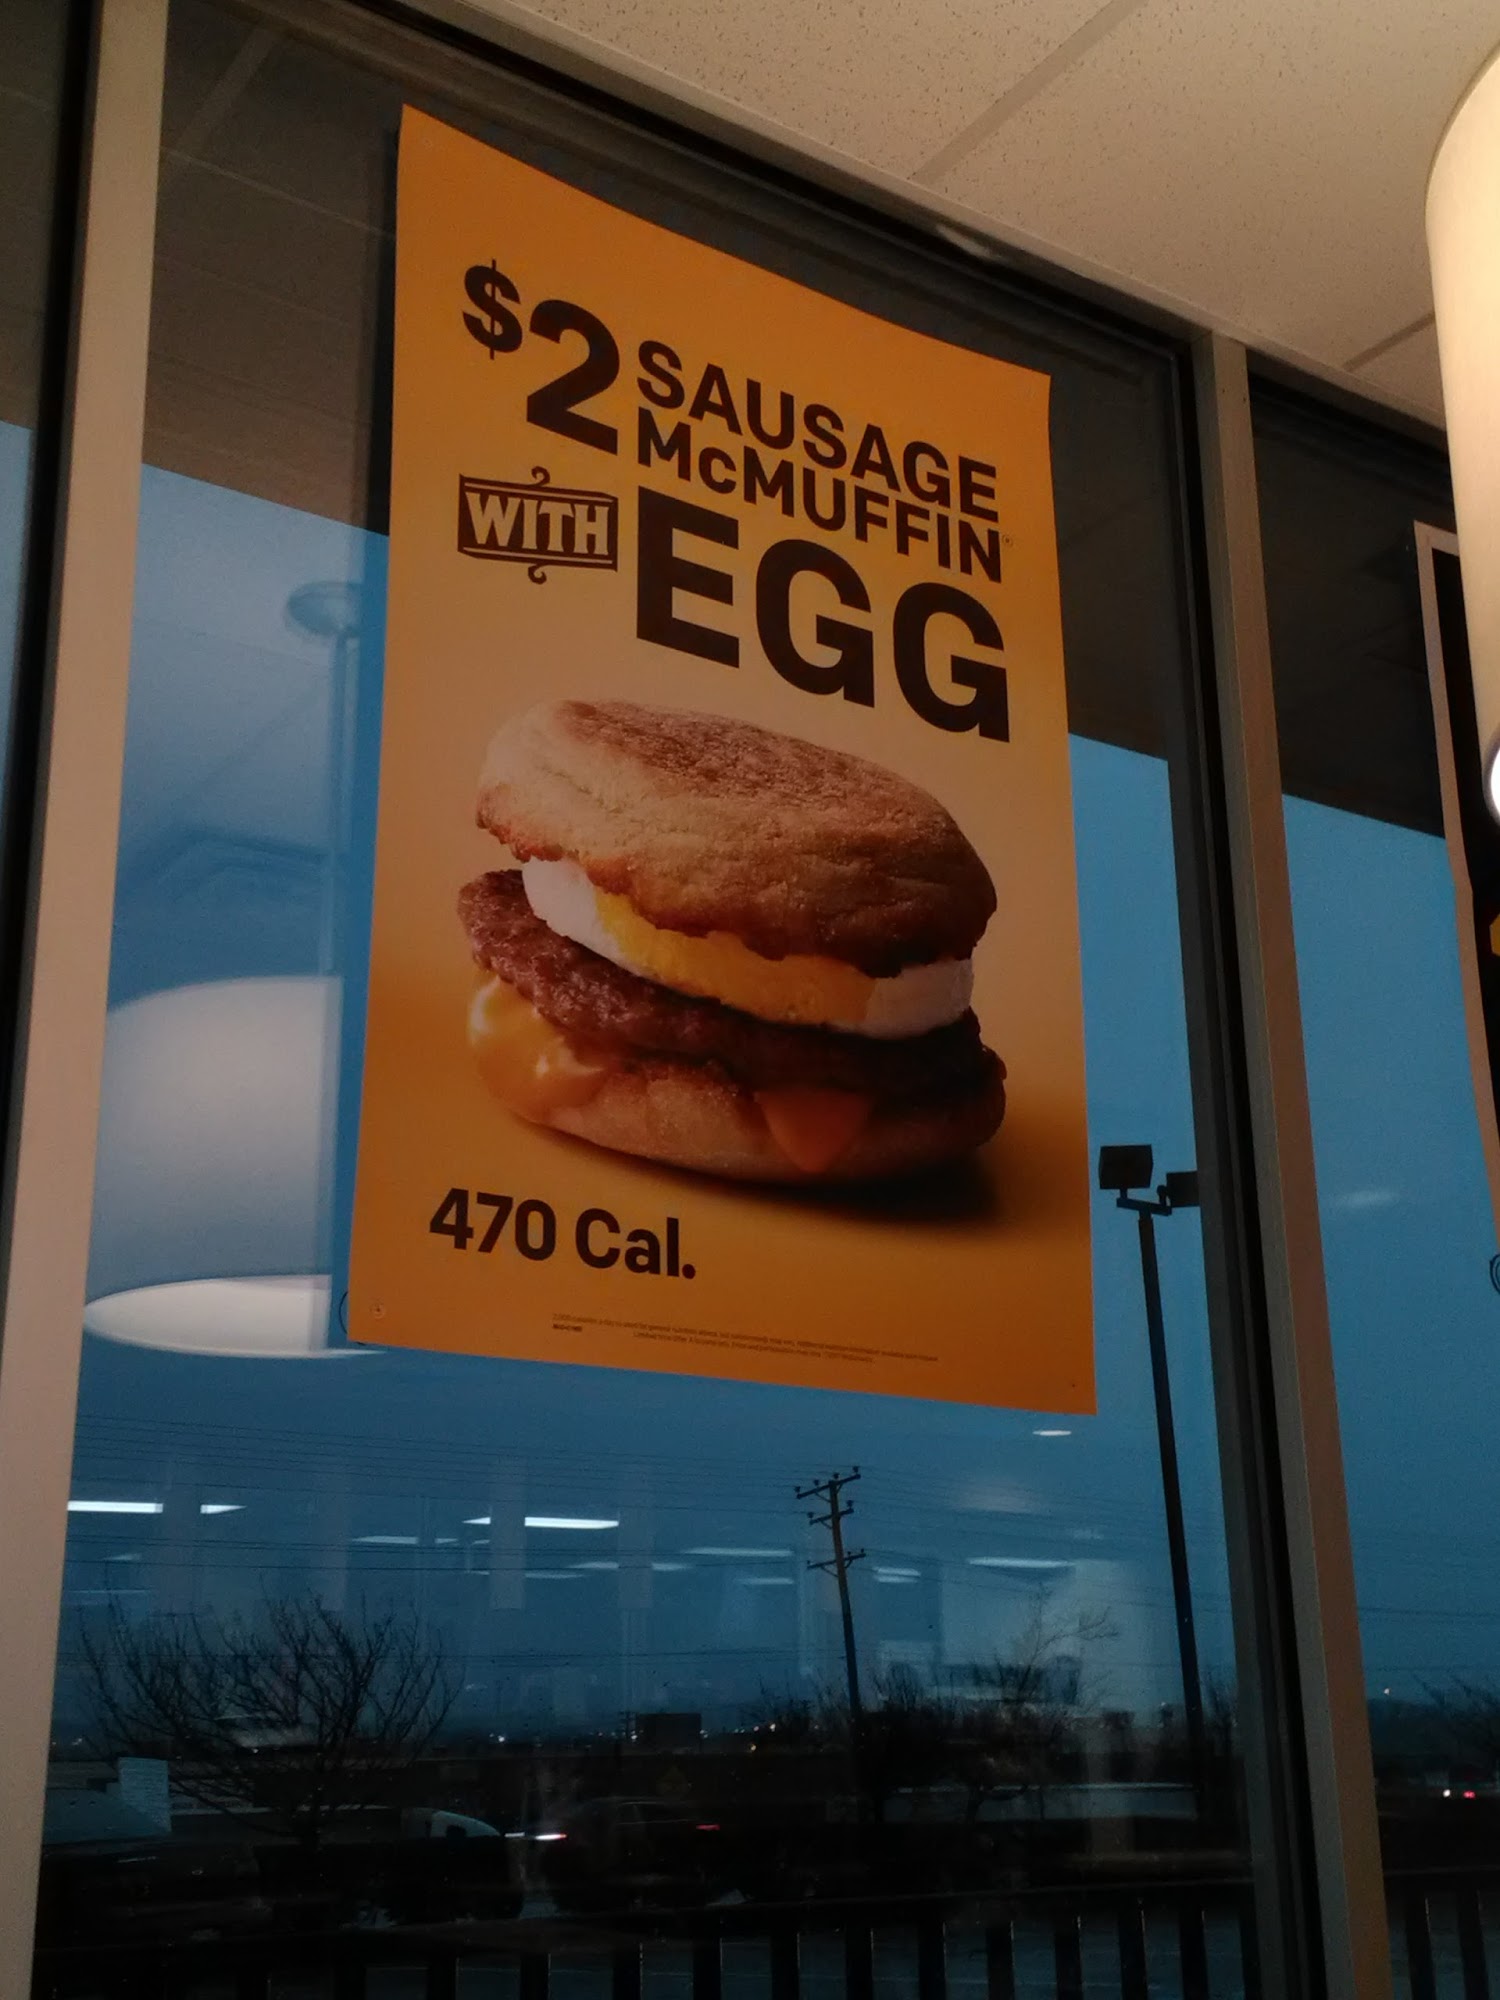 $2 SAUSAGE
McMUFFIN®
WITH EGG
470 Cal.